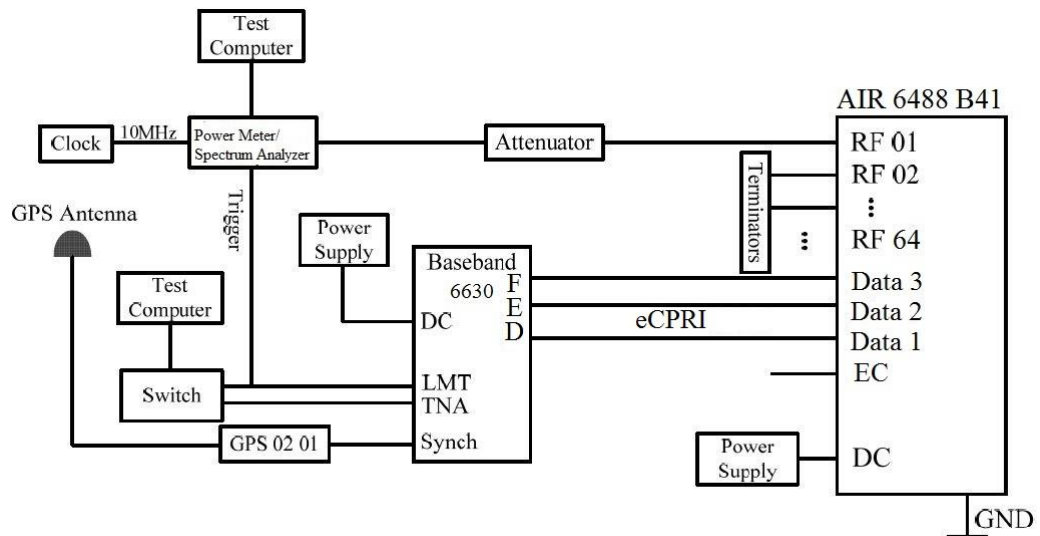 Test
Computer
AIR 6488 B41
Clock
10MHz
Power Meter/
Spectrum Analyzer
Attenuator
RF 01
RF 02
...
RF 64
Terminators
...
Trigger
GPS Antenna
Power
Supply
Baseband
6630
F
E
D
DC
eCPRI
Data 3
Data 2
Data 1
EC
Test
Computer
Switch
LMT
TNA
GPS 02 01
Synch
Power
Supply
DC
GND